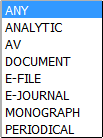 ANY
ANALYTIC
AV
DOCUMENT
E-FILE
E-JOURNAL
MONOGRAPH
PERIODICAL